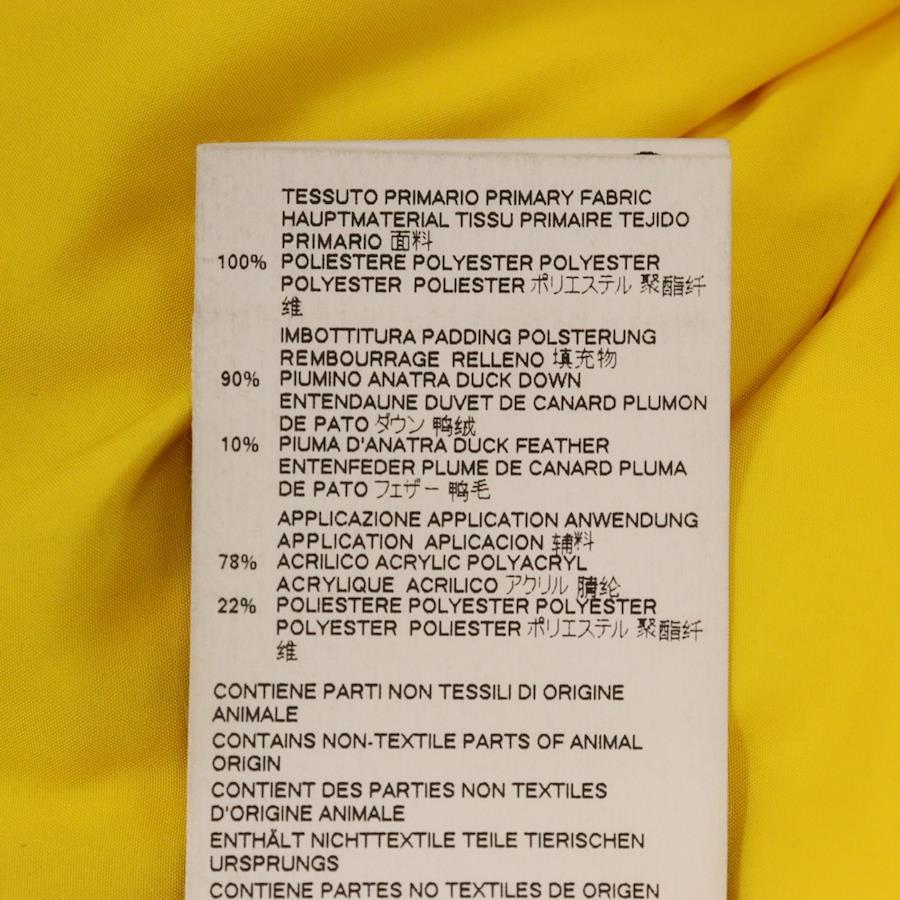 TESSUTO PRIMARIO PRIMARY FABRIC
HAUPTMATERIAL TISSU PRIMAIRE TEJIDO
PRIMARIO 面料
100% POLIESTERE POLYESTER POLYESTER
POLYESTER POLIESTER ポリエステル 聚酯纤
维
IMBOTTITURA PADDING POLSTERUNG
REMBOURRAGE RELLENO 填充物
90% PIUMINO ANATRA DUCK DOWN
ENTENDAUNE DUVET DE CANARD PLUMON
DE PATO ダウン 鸭绒
10% PIUMA D'ANATRA DUCK FEATHER
ENTENFEDER PLUME DE CANARD PLUMA
DE PATO フェザー 鸭毛
APPLICAZIONE APPLICATION ANWENDUNG
APPLICATION APLICACION 辅料
78% ACRILICO ACRYLIC POLYACRYL
ACRYLIQUE ACRILICO アクリル 腈纶
22% POLIESTERE POLYESTER POLYESTER
POLYESTER POLIESTER ポリエステル 聚酯纤
维
CONTIENE PARTI NON TESSILI DI ORIGINE
ANIMALE
CONTAINS NON-TEXTILE PARTS OF ANIMAL
ORIGIN
CONTIENT DES PARTIES NON TEXTILES
D'ORIGINE ANIMALE
ENTHÄLT NICHTTEXTILE TEILE TIERISCHEN
URSPRUNGS
CONTIENE PARTES NO TEXTILES DE ORIGEN